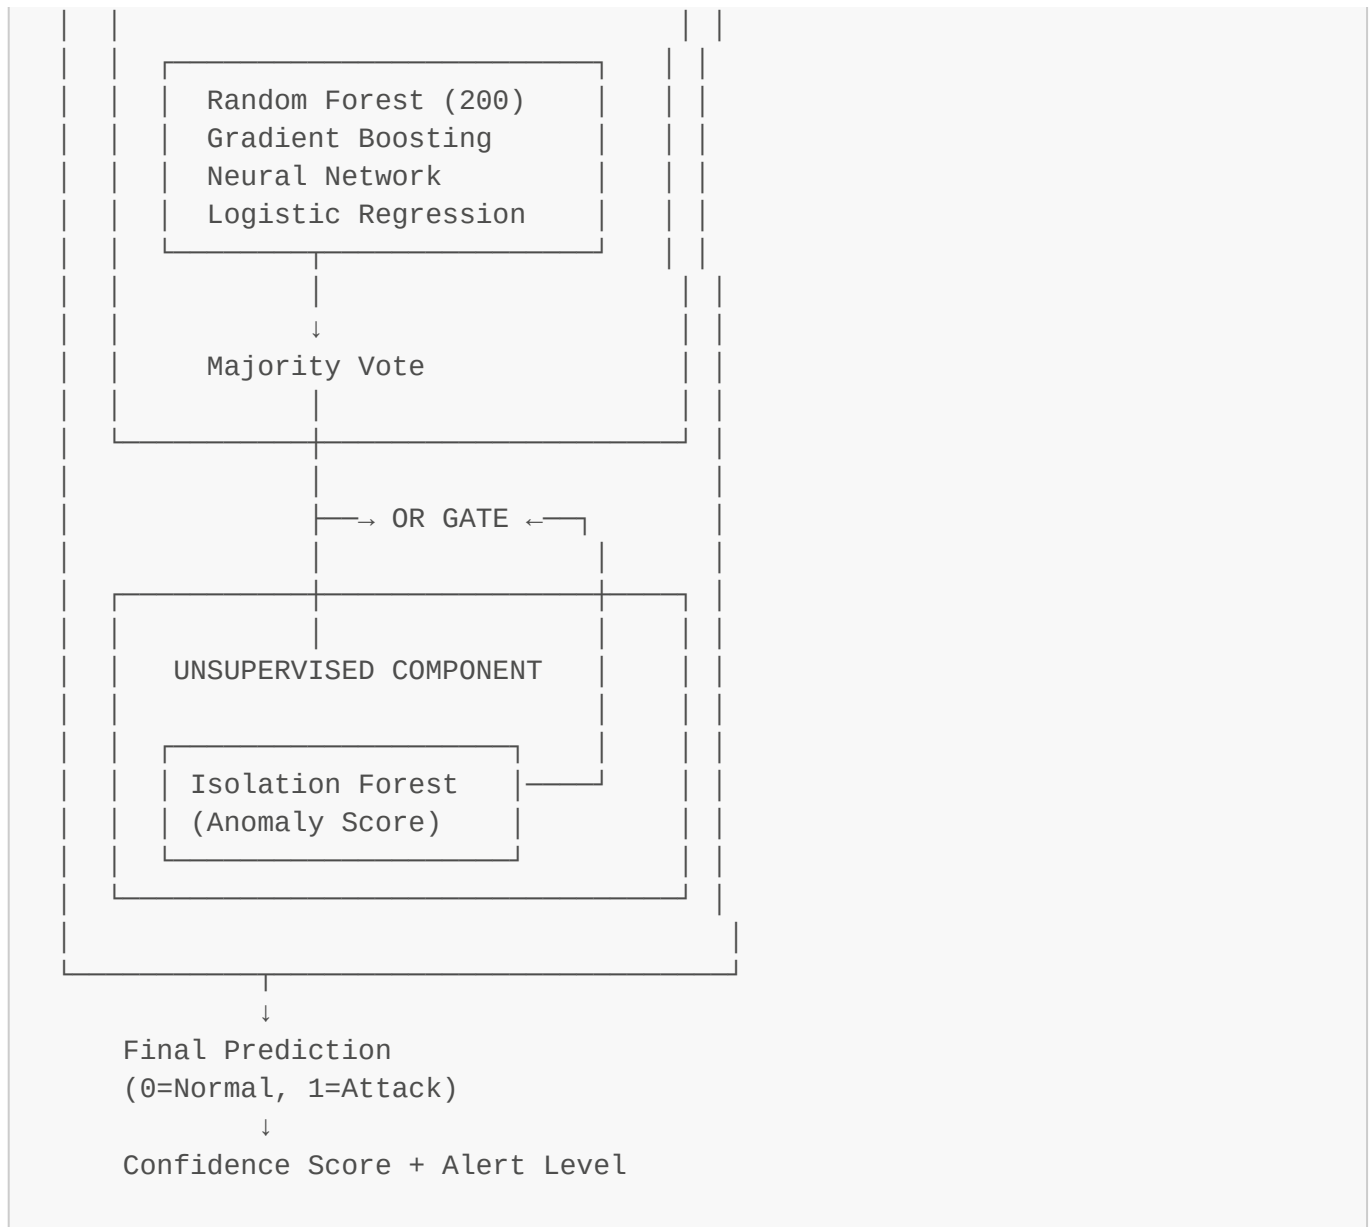 Random Forest (200)
Gradient Boosting
Neural Network
Logistic Regression
↓
Majority Vote
→ OR GATE ←
UNSUPERVISED COMPONENT
Isolation Forest
(Anomaly Score)
↓
Final Prediction
(0=Normal, 1=Attack)
↓
Confidence Score + Alert Level